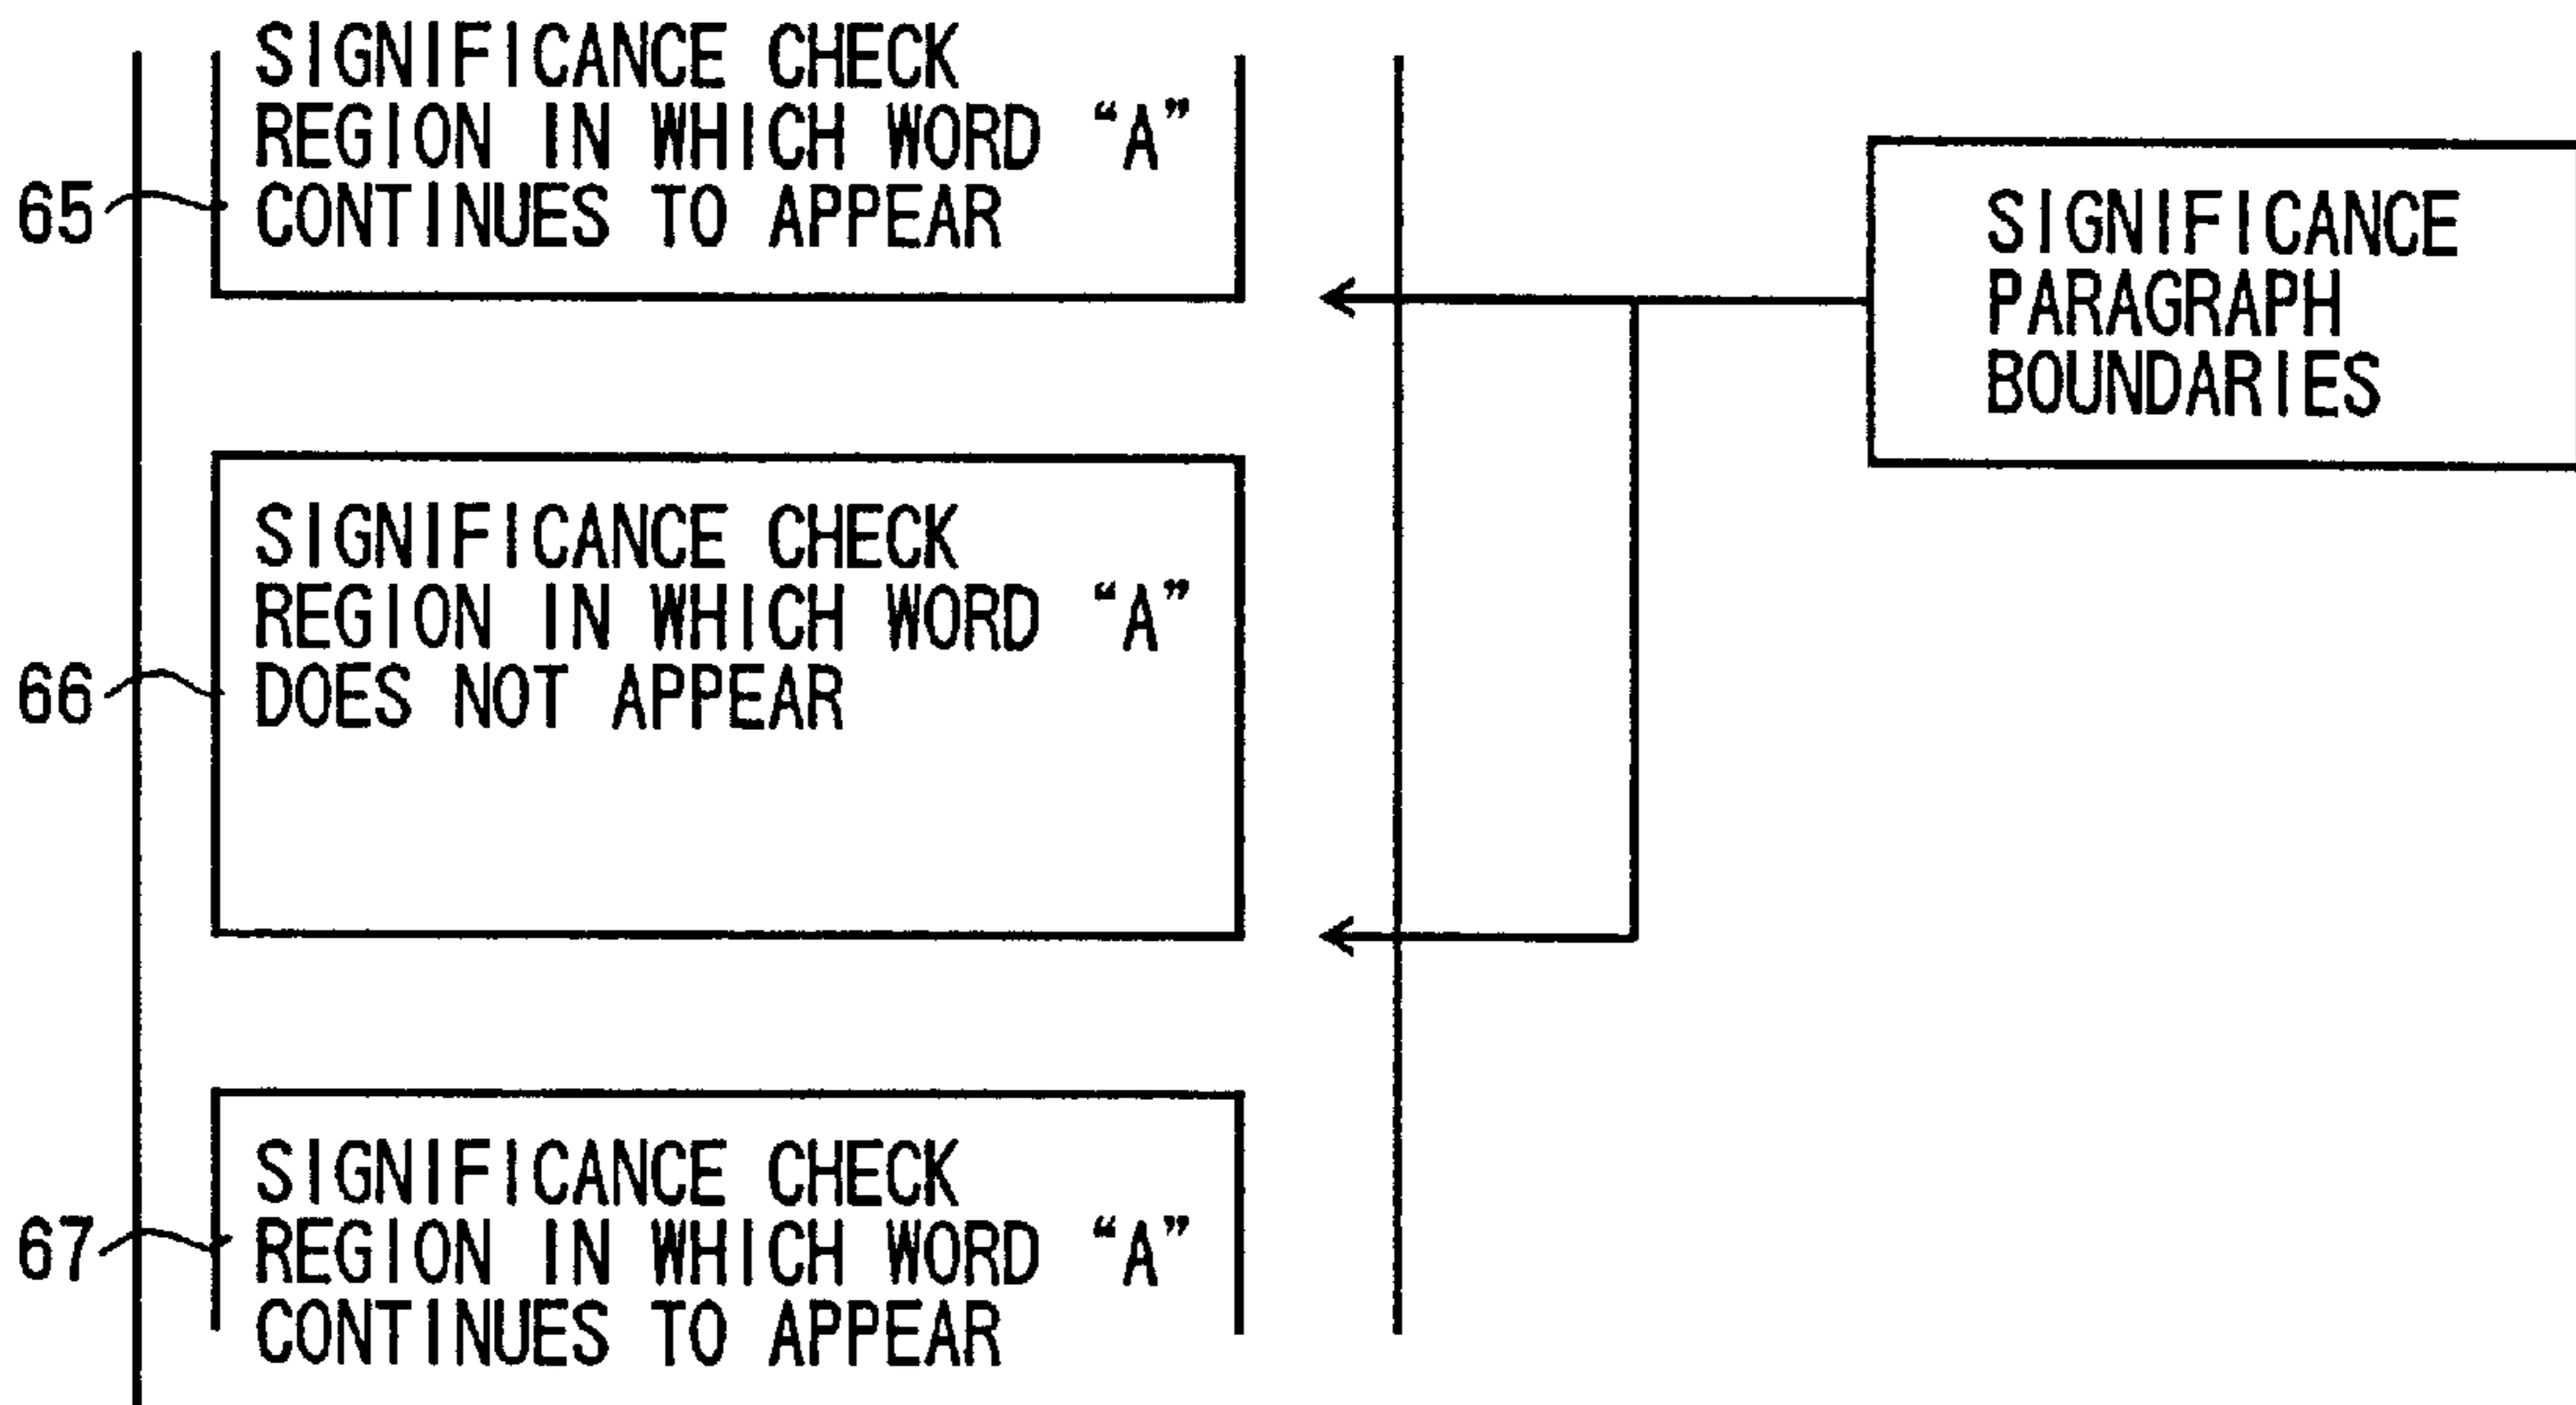 SIGNIFICANCE CHECK
REGION IN WHICH WORD “A”
CONTINUES TO APPEAR
65
SIGNIFICANCE
PARAGRAPH
BOUNDARIES
SIGNIFICANCE CHECK
REGION IN WHICH WORD “A”
DOES NOT APPEAR
66
SIGNIFICANCE CHECK
REGION IN WHICH WORD “A”
CONTINUES TO APPEAR
67